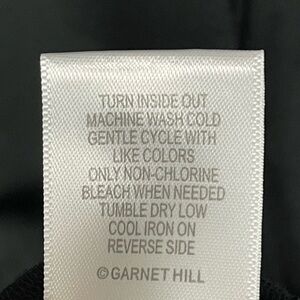 TURN INSIDE OUT
MACHINE WASH COLD
GENTLE CYCLE WITH
LIKE COLORS
ONLY NON-CHLORINE
BLEACH WHEN NEEDED
TUMBLE DRY LOW
COOL IRON ON
REVERSE SIDE
© GARNET HILL